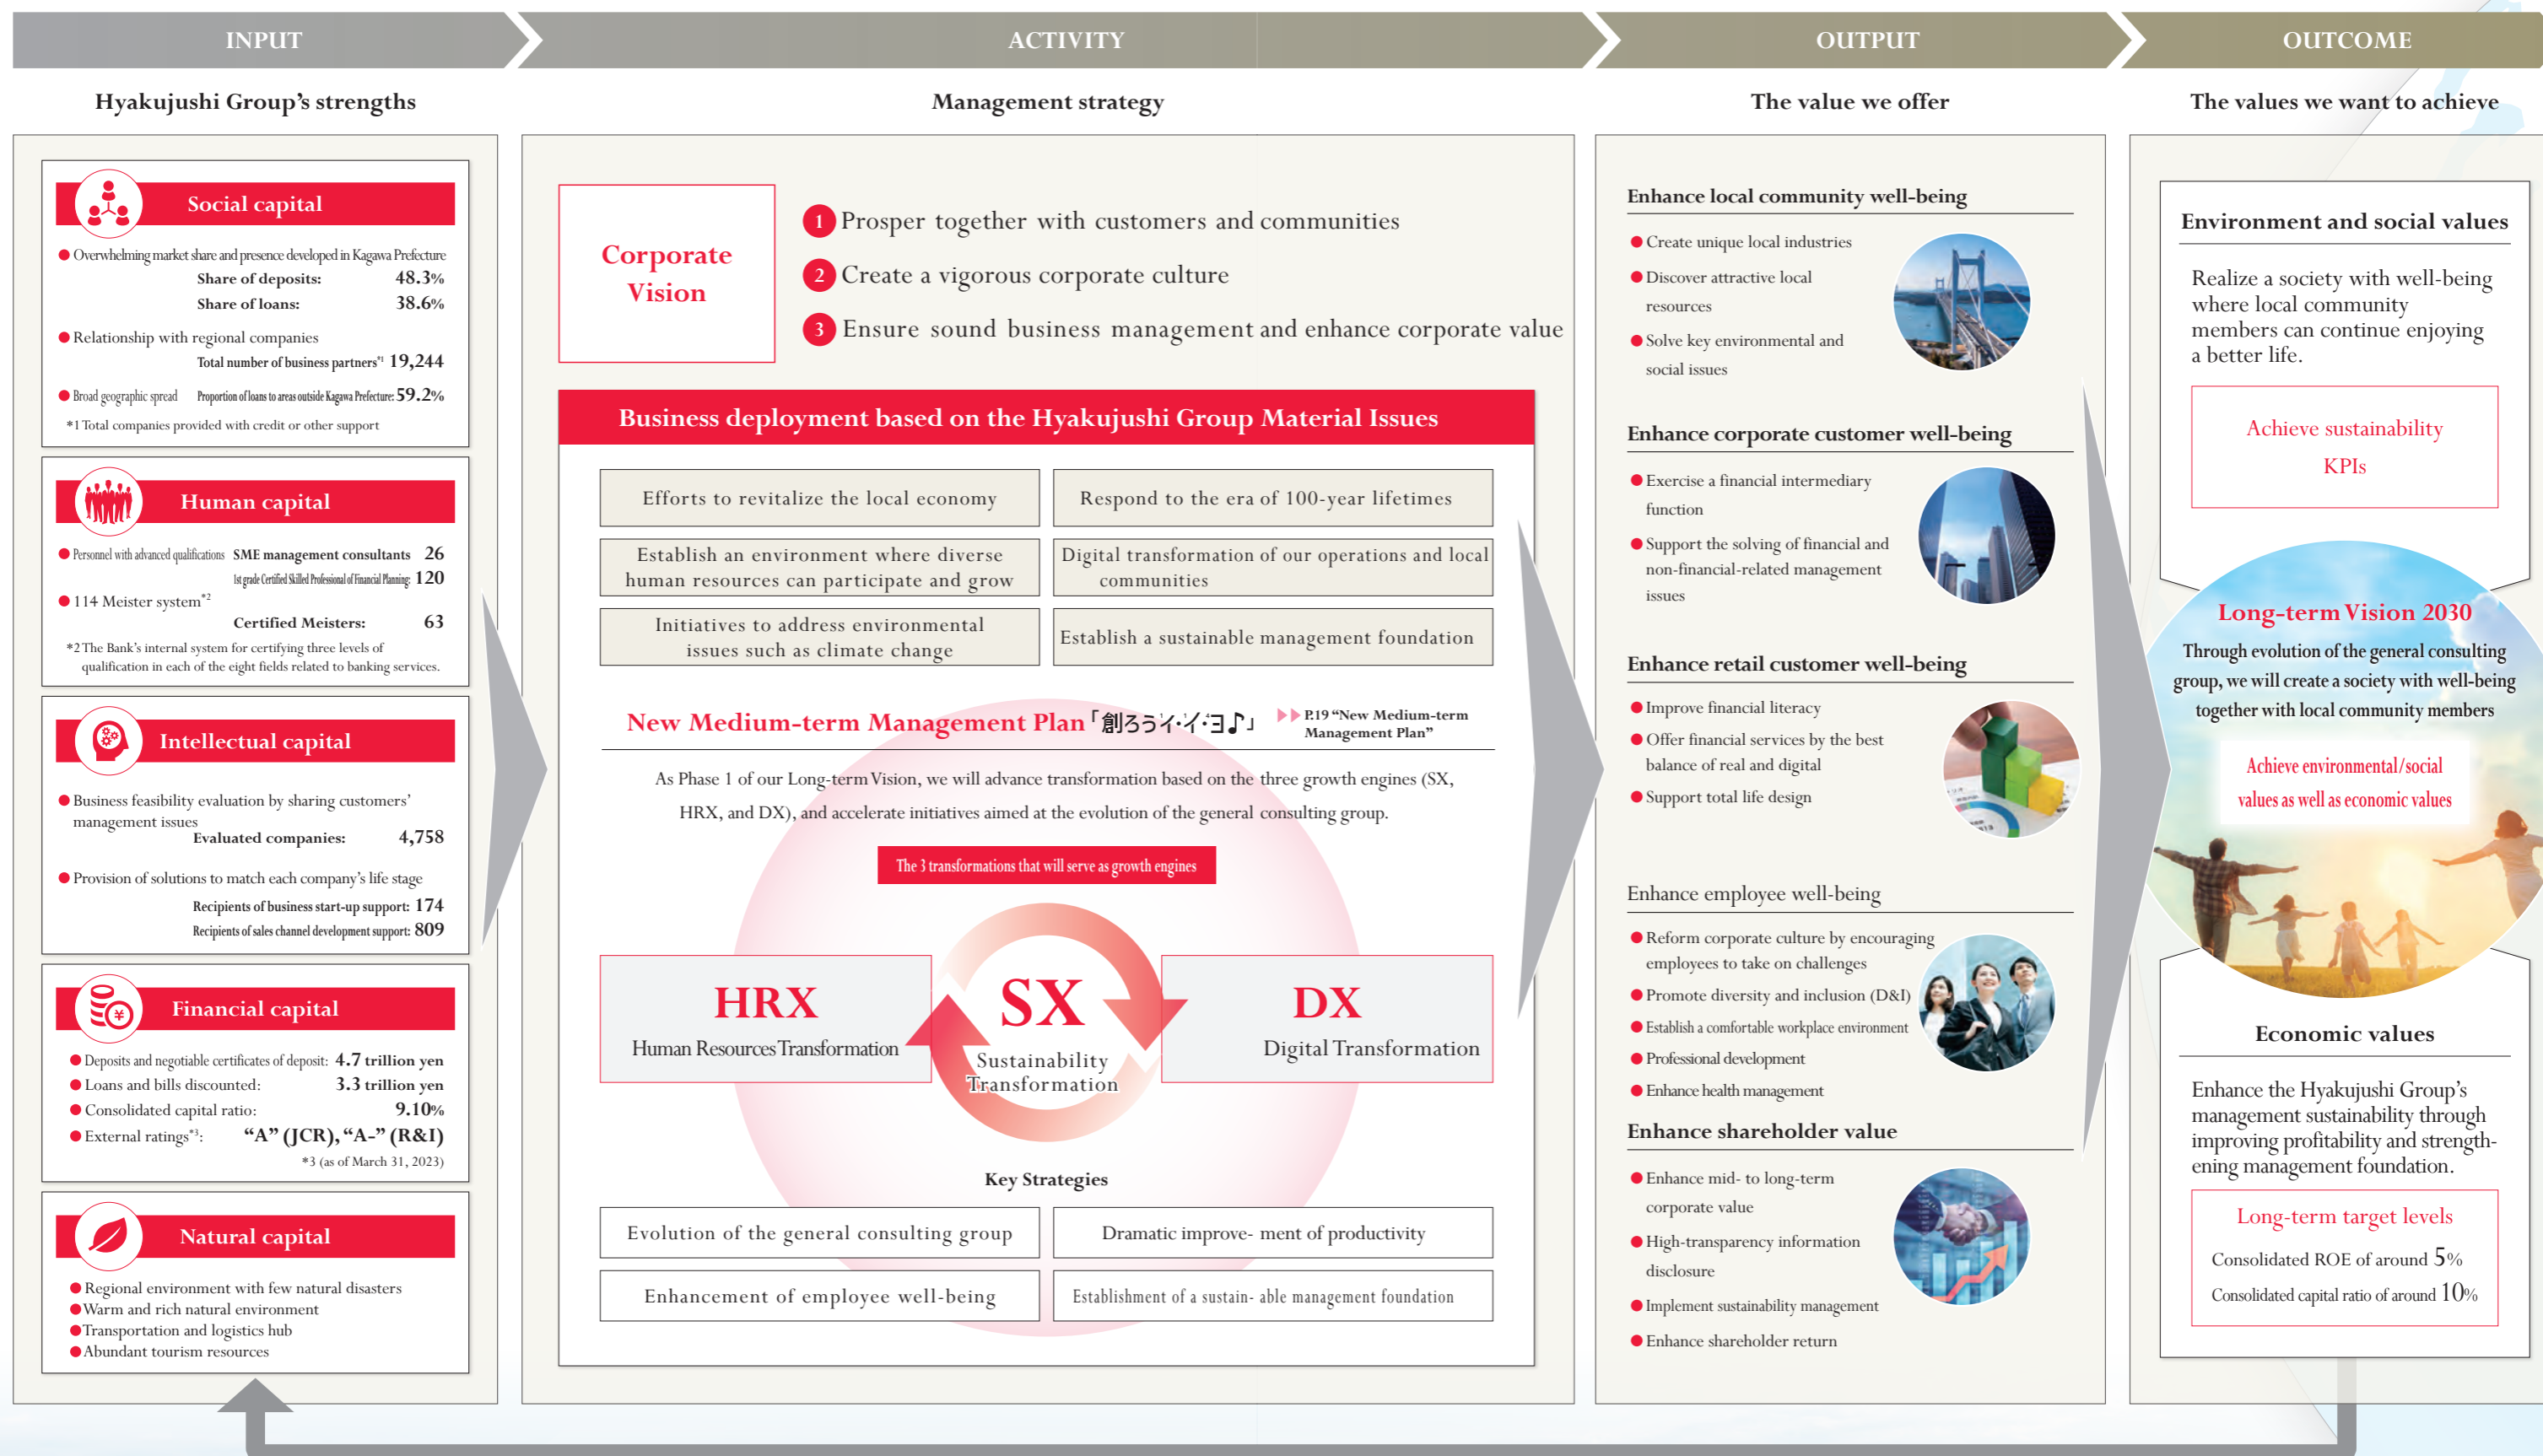 INPUT
ACTIVITY
OUTPUT
OUTCOME
Hyakujushi Group's strengths
Management strategy
The value we offer
The values we want to achieve
Social capital
● Overwhelming market share and presence developed in Kagawa Prefecture
Share of deposits: 48.3%
Share of loans: 38.6%
● Relationship with regional companies
Total number of business partners*1 19,244
● Broad geographic spread Proportion of loans to areas outside Kagawa Prefecture: 59.2%
*1 Total companies provided with credit or other support
Human capital
● Personnel with advanced qualifications SME management consultants 26
1st grade Certified Skilled Professional of Financial Planning: 120
● 114 Meister system*2
Certified Meisters: 63
*2 The Bank's internal system for certifying three levels of
qualification in each of the eight fields related to banking services.
Intellectual capital
● Business feasibility evaluation by sharing customers'
management issues
Evaluated companies: 4,758
● Provision of solutions to match each company's life stage
Recipients of business start-up support: 174
Recipients of sales channel development support: 809
Financial capital
● Deposits and negotiable certificates of deposit: 4.7 trillion yen
● Loans and bills discounted: 3.3 trillion yen
● Consolidated capital ratio: 9.10%
● External ratings*3: “A” (JCR), “A-” (R&I)
*3 (as of March 31, 2023)
Natural capital
● Regional environment with few natural disasters
● Warm and rich natural environment
● Transportation and logistics hub
● Abundant tourism resources
Corporate
Vision
1 Prosper together with customers and communities
2 Create a vigorous corporate culture
3 Ensure sound business management and enhance corporate value
Business deployment based on the Hyakujushi Group Material Issues
Efforts to revitalize the local economy
Respond to the era of 100-year lifetimes
Establish an environment where diverse
human resources can participate and grow
Digital transformation of our operations and local
communities
Initiatives to address environmental
issues such as climate change
Establish a sustainable management foundation
New Medium-term Management Plan「創ろうイ・イ・ヨ♪」
P.19 “New Medium-term
Management Plan”
As Phase 1 of our Long-term Vision, we will advance transformation based on the three growth engines (SX,
HRX, and DX), and accelerate initiatives aimed at the evolution of the general consulting group.
The 3 transformations that will serve as growth engines
HRX
Human Resources Transformation
SX
Sustainability
Transformation
DX
Digital Transformation
Key Strategies
Evolution of the general consulting group
Dramatic improve- ment of productivity
Enhancement of employee well-being
Establishment of a sustain- able management foundation
Enhance local community well-being
● Create unique local industries
● Discover attractive local
resources
● Solve key environmental and
social issues
Enhance corporate customer well-being
● Exercise a financial intermediary
function
● Support the solving of financial and
non-financial-related management
issues
Enhance retail customer well-being
● Improve financial literacy
● Offer financial services by the best
balance of real and digital
● Support total life design
Enhance employee well-being
● Reform corporate culture by encouraging
employees to take on challenges
● Promote diversity and inclusion (D&I)
● Establish a comfortable workplace environment
● Professional development
● Enhance health management
Enhance shareholder value
● Enhance mid- to long-term
corporate value
● High-transparency information
disclosure
● Implement sustainability management
● Enhance shareholder return
Environment and social values
Realize a society with well-being
where local community
members can continue enjoying
a better life.
Achieve sustainability
KPIs
Long-term Vision 2030
Through evolution of the general consulting
group, we will create a society with well-being
together with local community members
Achieve environmental/social
values as well as economic values
Economic values
Enhance the Hyakujushi Group's
management sustainability through
improving profitability and strength-
ening management foundation.
Long-term target levels
Consolidated ROE of around 5%
Consolidated capital ratio of around 10%